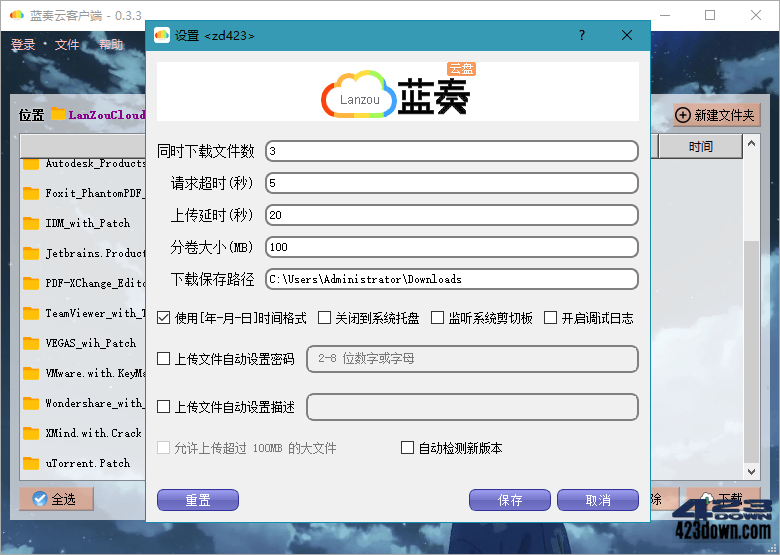 蓝奏云客户端 - 0.3.3
登录 • 文件 帮助
位置 LanZouCloud
新建文件夹
时间
Autodesk_Products
Foxit_PhantomPDF_
IDM_with_Patch
Jetbrains.Product
PDF-XChange_Edito
TeamViewer_with_T
VEGAS_wih_Patch
VMware.with.KeyMa
Wondershare_with_
XMind.with.Crack
uTorrent.Patch
全选
除
下载
设置 <zd423>
?
Lanzou 蓝奏 云盘
同时下载文件数 3
请求超时(秒) 5
上传延时(秒) 20
分卷大小(MB) 100
下载保存路径 C:\Users\Administrator\Downloads
使用[年-月-日]时间格式 关闭到系统托盘 监听系统剪切板 开启调试日志
上传文件自动设置密码 2-8 位数字或字母
上传文件自动设置描述
允许上传超过 100MB 的大文件 自动检测新版本
重置 保存 取消
423DOWN
423down.com